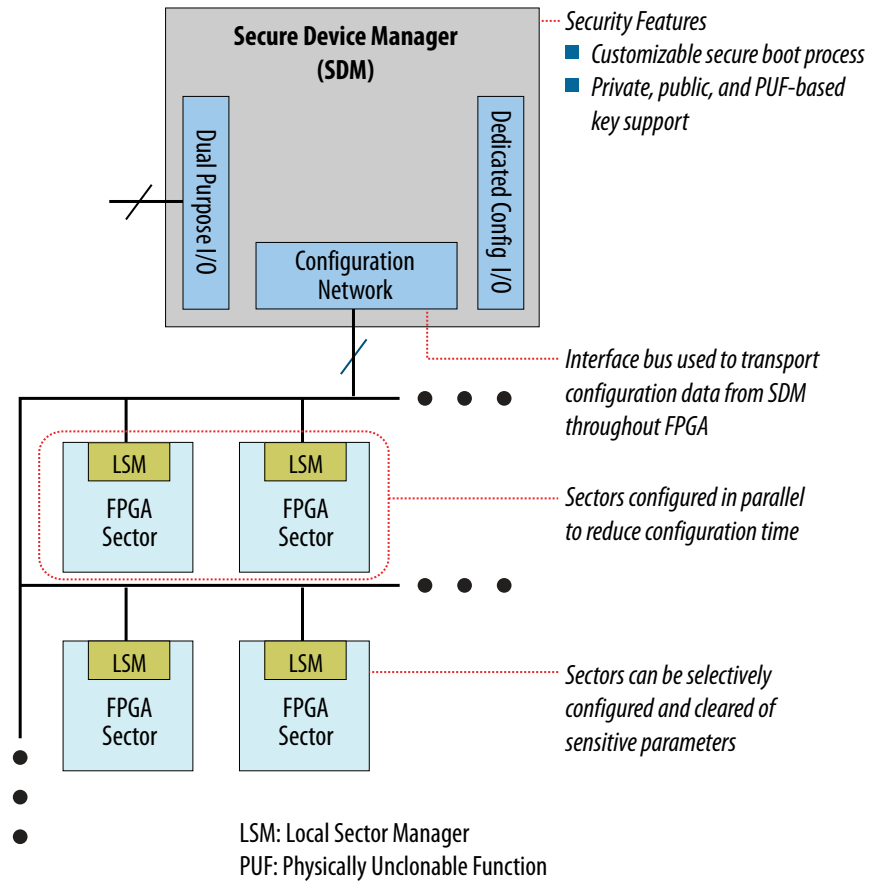 Secure Device Manager
(SDM)
Security Features
Customizable secure boot process
Private, public, and PUF-based
key support
Dual Purpose I/O
Dedicated Config I/O
Configuration
Network
Interface bus used to transport
configuration data from SDM
throughout FPGA
LSM
FPGA
Sector
LSM
FPGA
Sector
Sectors configured in parallel
to reduce configuration time
LSM
FPGA
Sector
LSM
FPGA
Sector
Sectors can be selectively
configured and cleared of
sensitive parameters
LSM: Local Sector Manager
PUF: Physically Unclonable Function